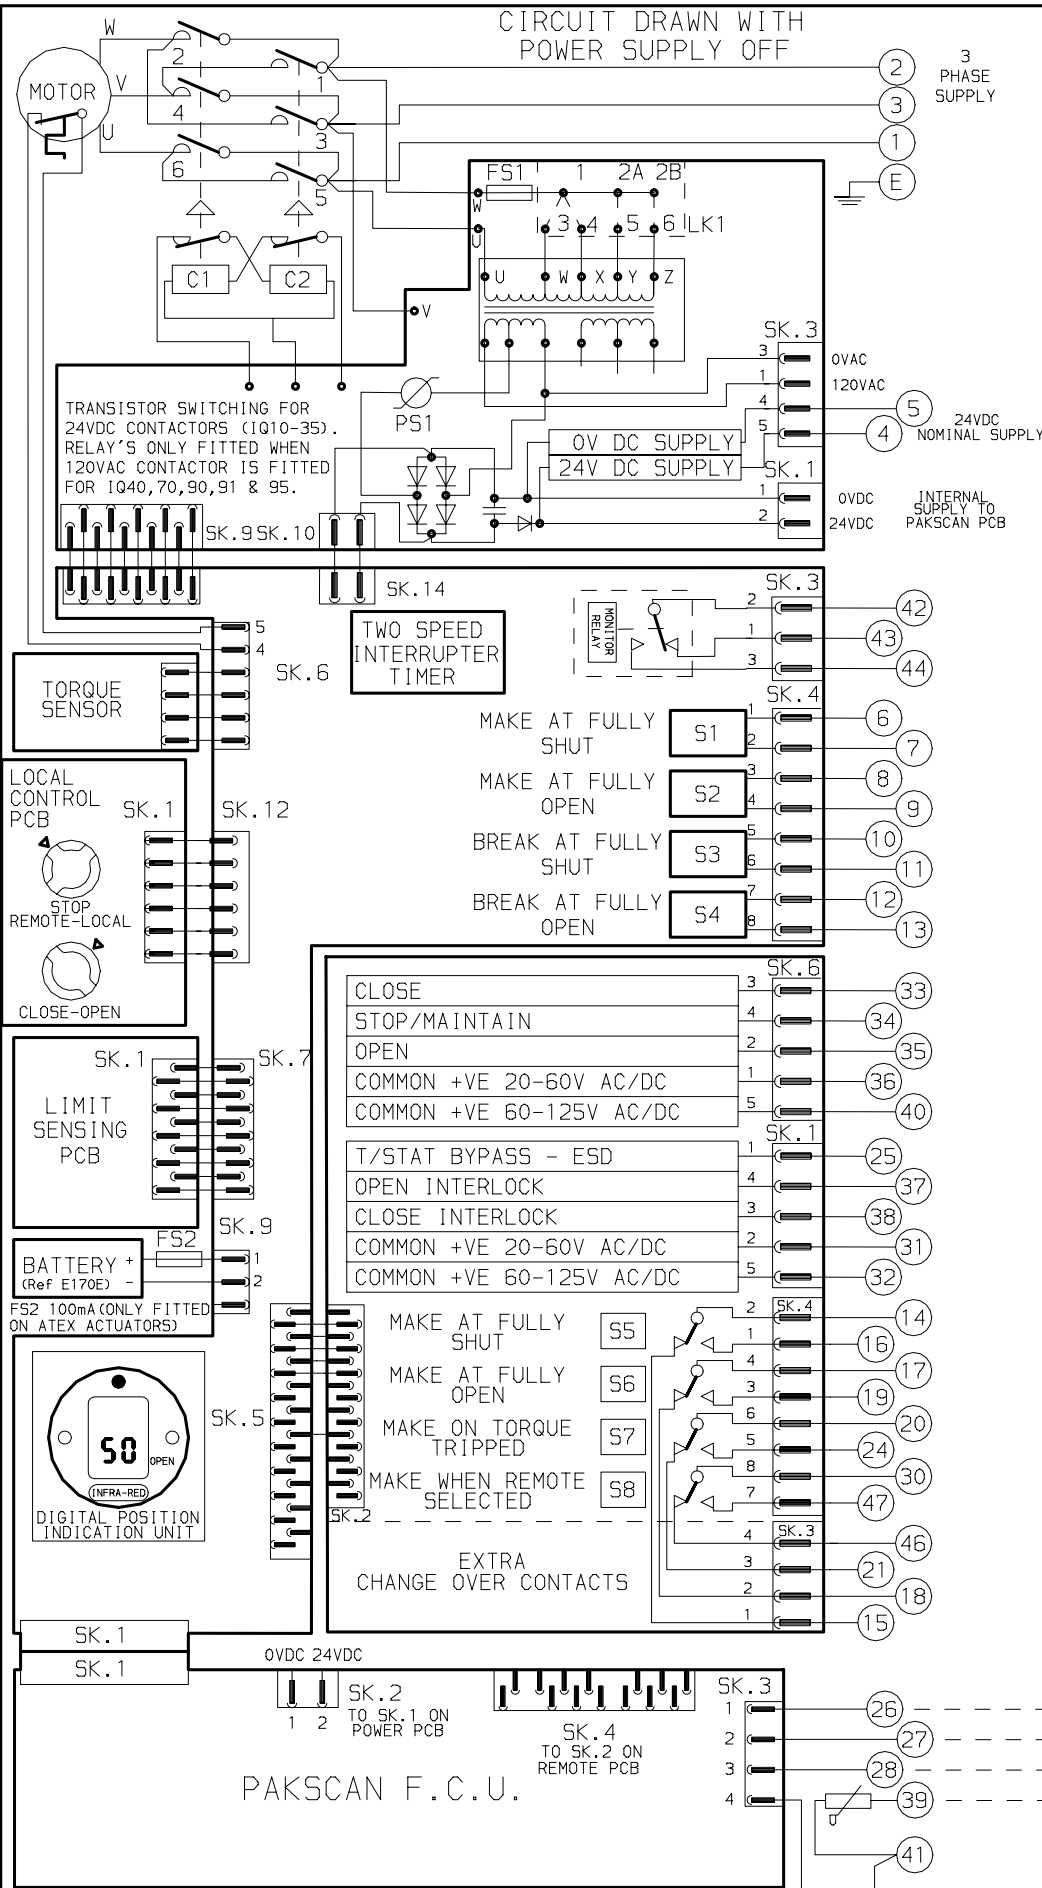 CIRCUIT DRAWN WITH
POWER SUPPLY OFF
W
MOTOR
V
U
2
1
4
3
6
5
2
3
PHASE
SUPPLY
3
1
E
FS1
1
2A
2B
W
3
4
5
6
LK1
U
C1
C2
U
W
X
Y
Z
V
SK.3
3
0VAC
1
120VAC
4
5
5
4
24VDC
NOMINAL SUPPLY
PS1
0V DC SUPPLY
24V DC SUPPLY
SK.1
1
0VDC
2
24VDC
INTERNAL
SUPPLY TO
PAKSCAN PCB
TRANSISTOR SWITCHING FOR
24VDC CONTACTORS (IQ10-35).
RELAY'S ONLY FITTED WHEN
120VAC CONTACTOR IS FITTED
FOR IQ40,70,90,91 & 95.
SK.9
SK.10
SK.14
SK.3
MONITOR
RELAY
2
42
1
43
3
44
TWO SPEED
INTERRUPTER
TIMER
5
4
SK.6
TORQUE
SENSOR
SK.4
MAKE AT FULLY
SHUT
S1
1
6
2
7
MAKE AT FULLY
OPEN
S2
3
8
4
9
BREAK AT FULLY
SHUT
S3
5
10
6
11
BREAK AT FULLY
OPEN
S4
7
12
8
13
LOCAL
CONTROL
PCB
SK.1
SK.12
STOP
REMOTE-LOCAL
CLOSE-OPEN
SK.6
CLOSE
3
33
STOP/MAINTAIN
4
34
OPEN
2
35
COMMON +VE 20-60V AC/DC
1
36
COMMON +VE 60-125V AC/DC
5
40
SK.1
SK.7
LIMIT
SENSING
PCB
SK.1
T/STAT BYPASS - ESD
1
25
OPEN INTERLOCK
4
37
CLOSE INTERLOCK
3
38
COMMON +VE 20-60V AC/DC
2
31
COMMON +VE 60-125V AC/DC
5
32
SK.9
FS2
BATTERY +
(Ref E170E) -
1
2
FS2 100mA(ONLY FITTED
ON ATEX ACTUATORS)
SK.4
MAKE AT FULLY
SHUT
S5
2
14
1
16
MAKE AT FULLY
OPEN
S6
4
17
3
19
MAKE ON TORQUE
TRIPPED
S7
6
20
5
24
MAKE WHEN REMOTE
SELECTED
S8
8
30
7
47
SK.5
SK.2
50
OPEN
INFRA-RED
DIGITAL POSITION
INDICATION UNIT
SK.3
EXTRA
CHANGE OVER CONTACTS
4
46
3
21
2
18
1
15
SK.1
SK.1
0VDC 24VDC
1
2
SK.2
TO SK.1 ON
POWER PCB
SK.4
TO SK.2 ON
REMOTE PCB
SK.3
1
26
2
27
3
28
4
39
U
41
PAKSCAN F.C.U.